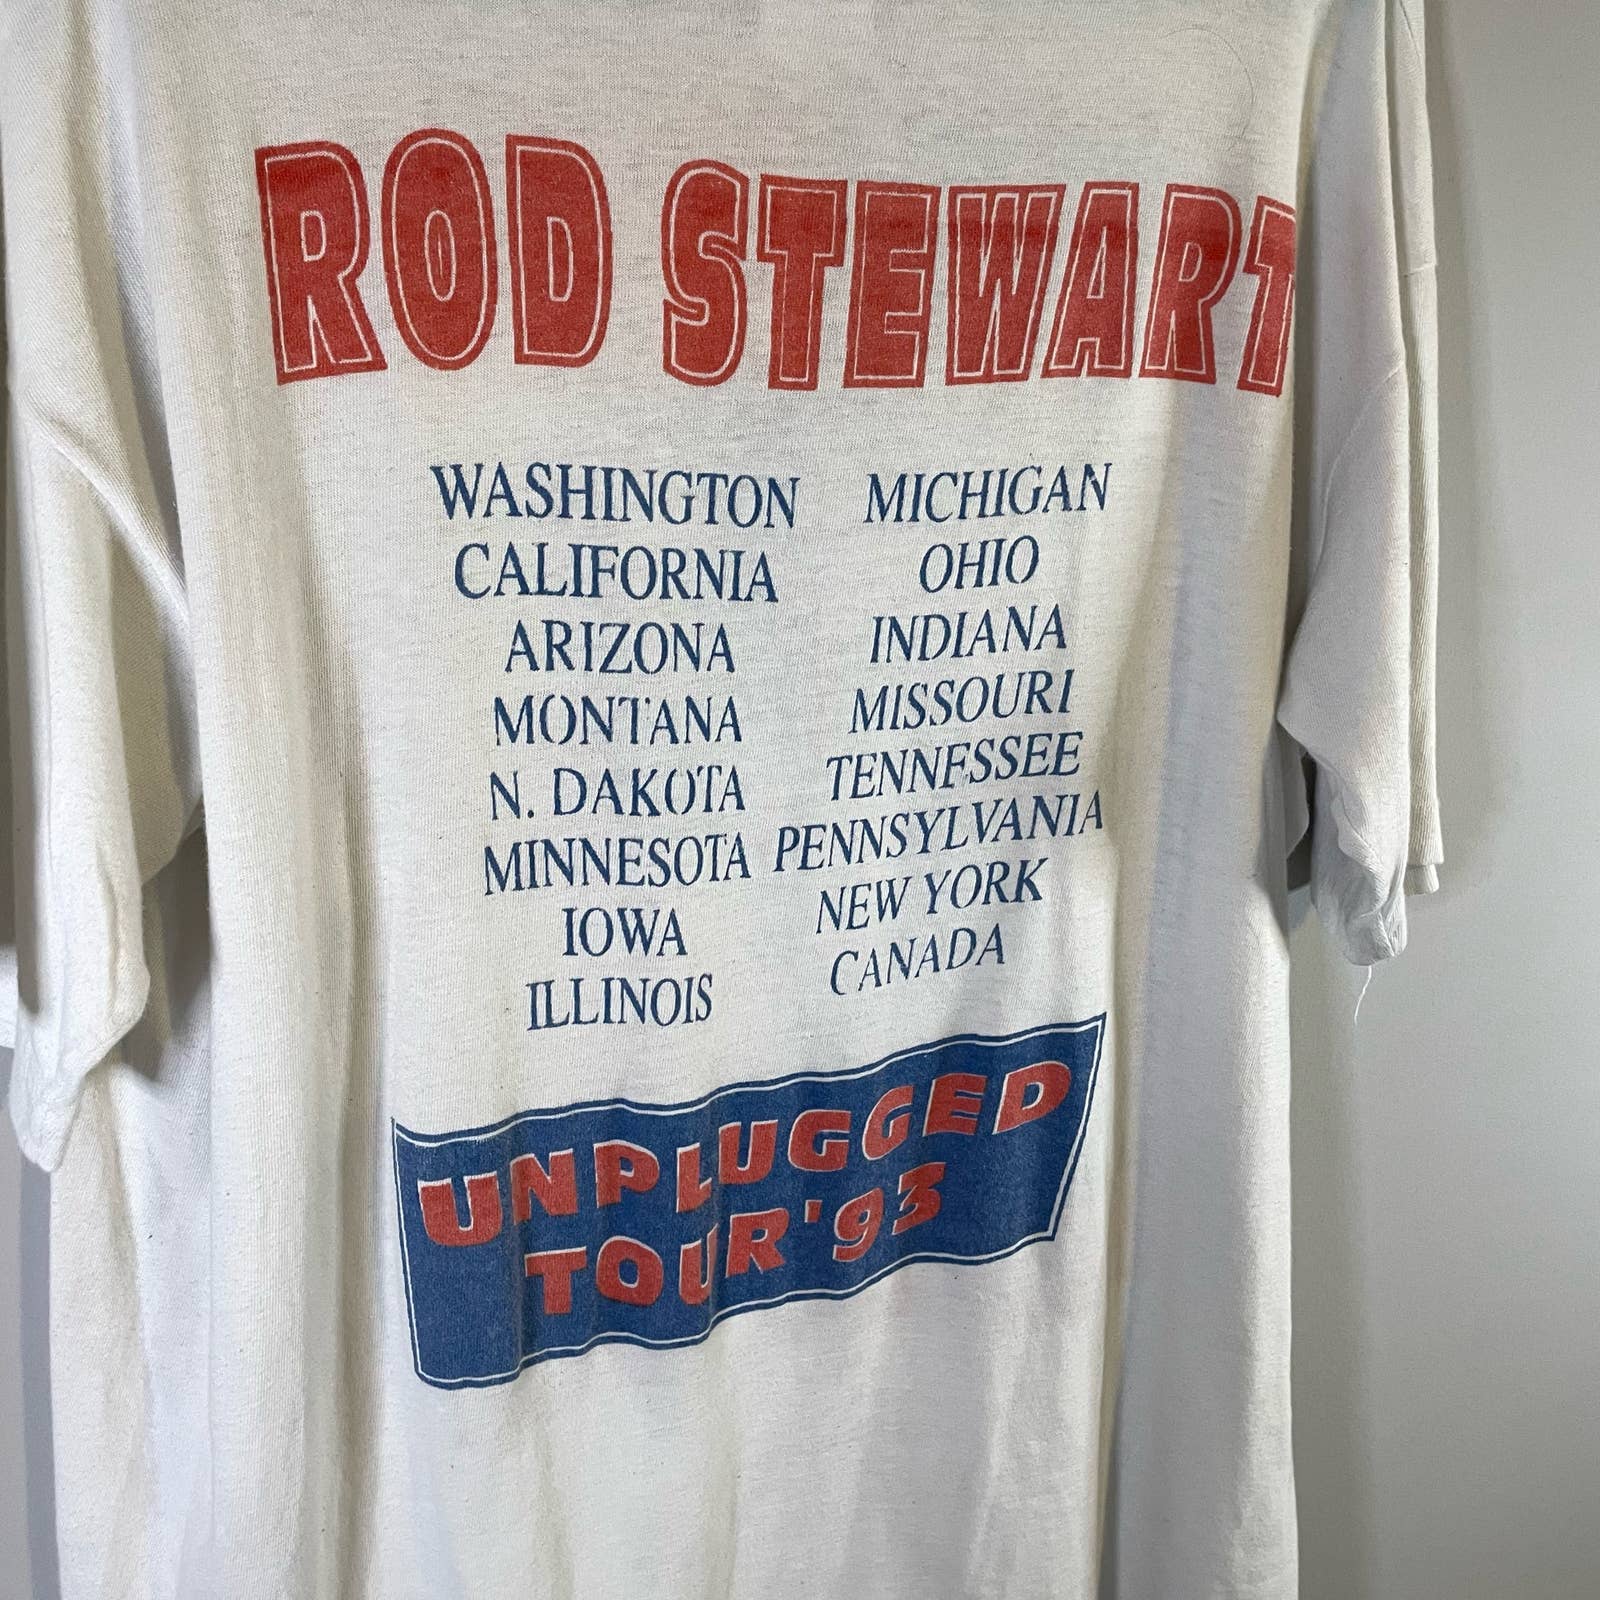 ROD STEWART
WASHINGTON
CALIFORNIA
ARIZONA
MONTANA
N. DAKOTA
MINNESOTA
IOWA
ILLINOIS
MICHIGAN
OHIO
INDIANA
MISSOURI
TENNESSEE
PENNSYLVANIA
NEW YORK
CANADA
UNPLUGGED
TOUR '93